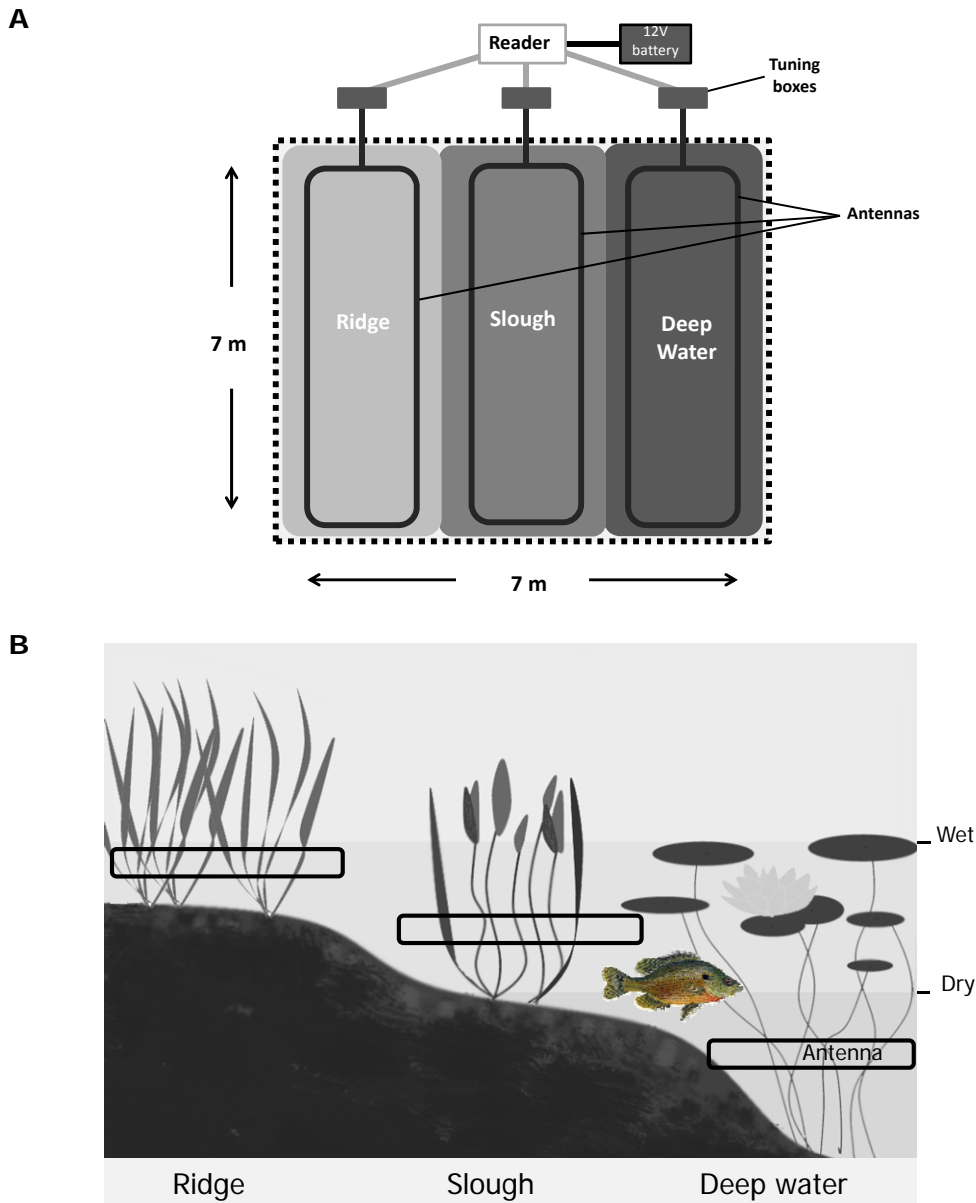 A
Reader
12V
battery
Tuning
boxes
Antennas
Ridge
Slough
Deep
Water
7 m
7 m
B
Wet
Dry
Antenna
Ridge
Slough
Deep water